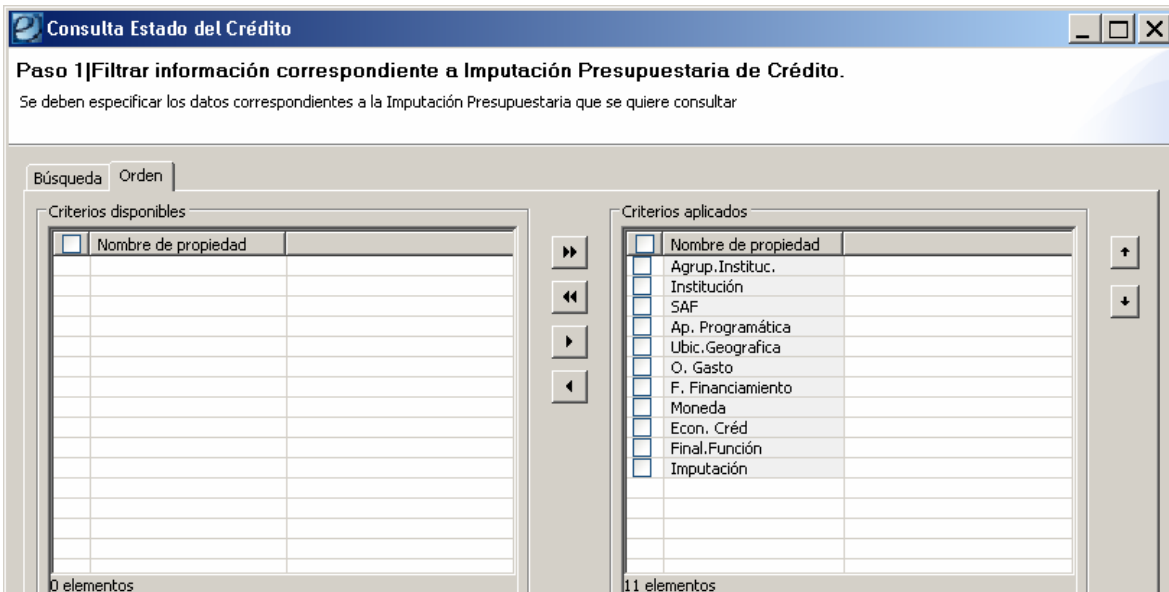 Consulta Estado del Crédito
Paso 1|Filtrar información correspondiente a Imputación Presupuestaria de Crédito.
Se deben especificar los datos correspondientes a la Imputación Presupuestaria que se quiere consultar
Búsqueda
Orden
Criterios disponibles
Nombre de propiedad
0 elementos
Criterios aplicados
Nombre de propiedad
Agrup.Instituc.
Institución
SAF
Ap. Programática
Ubic.Geografica
O. Gasto
F. Financiamiento
Moneda
Econ. Créd
Final.Función
Imputación
11 elementos